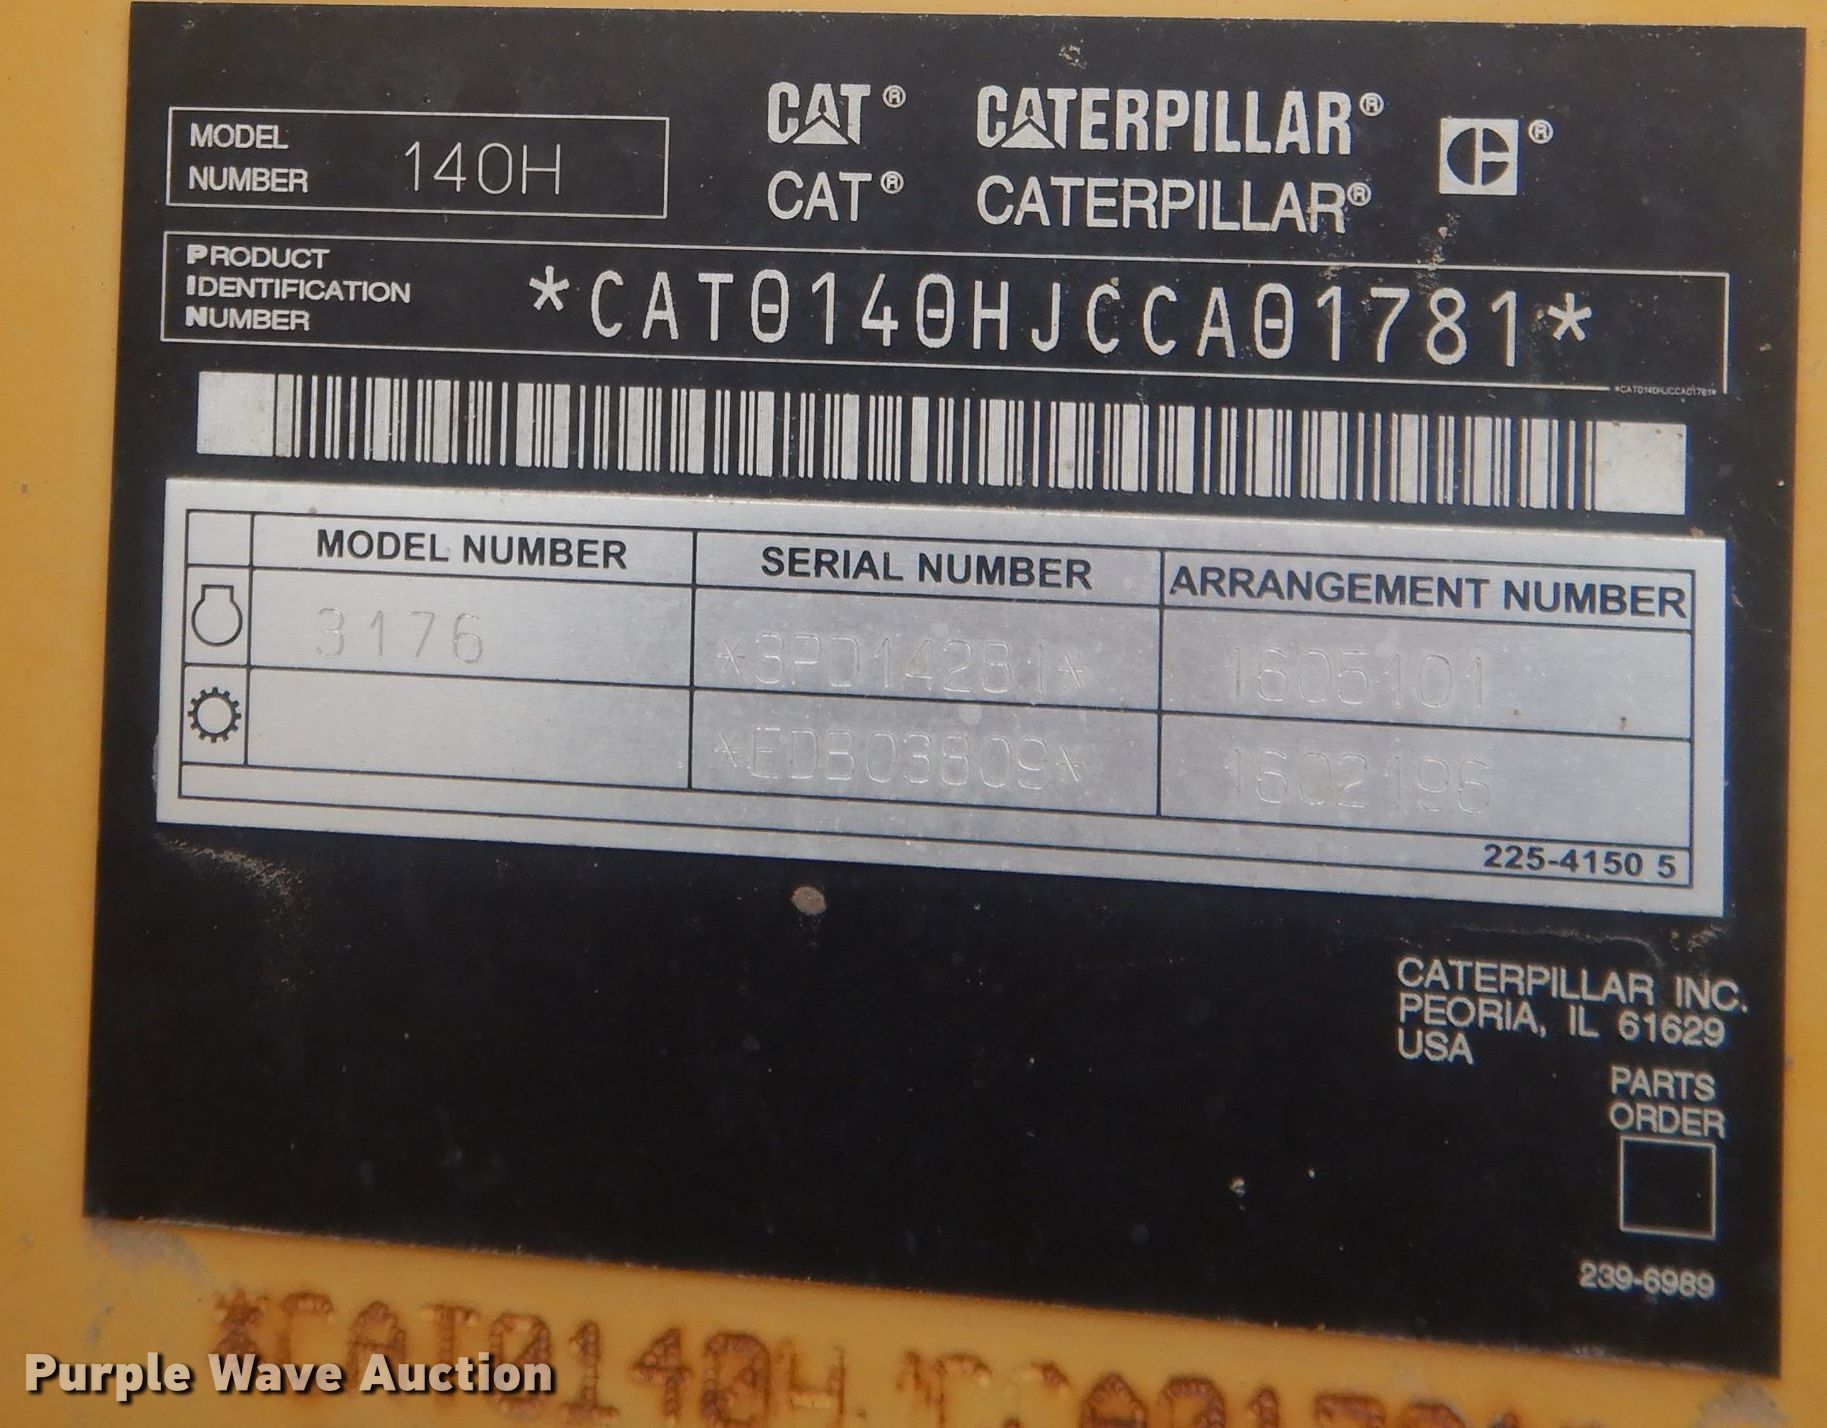 MODEL NUMBER 140H
CAT® CATERPILLAR® ®
CAT® CATERPILLAR®
PRODUCT IDENTIFICATION NUMBER *CAT0140HJCCA01781*
*CAT0140HJCCA01781*
MODEL NUMBER SERIAL NUMBER ARRANGEMENT NUMBER
3176 *3PD14281* 1605101
*EDB03809* 1602196
225-4150 5
CATERPILLAR INC.
PEORIA, IL 61629
USA
PARTS
ORDER
239-6989
Purple Wave Auction